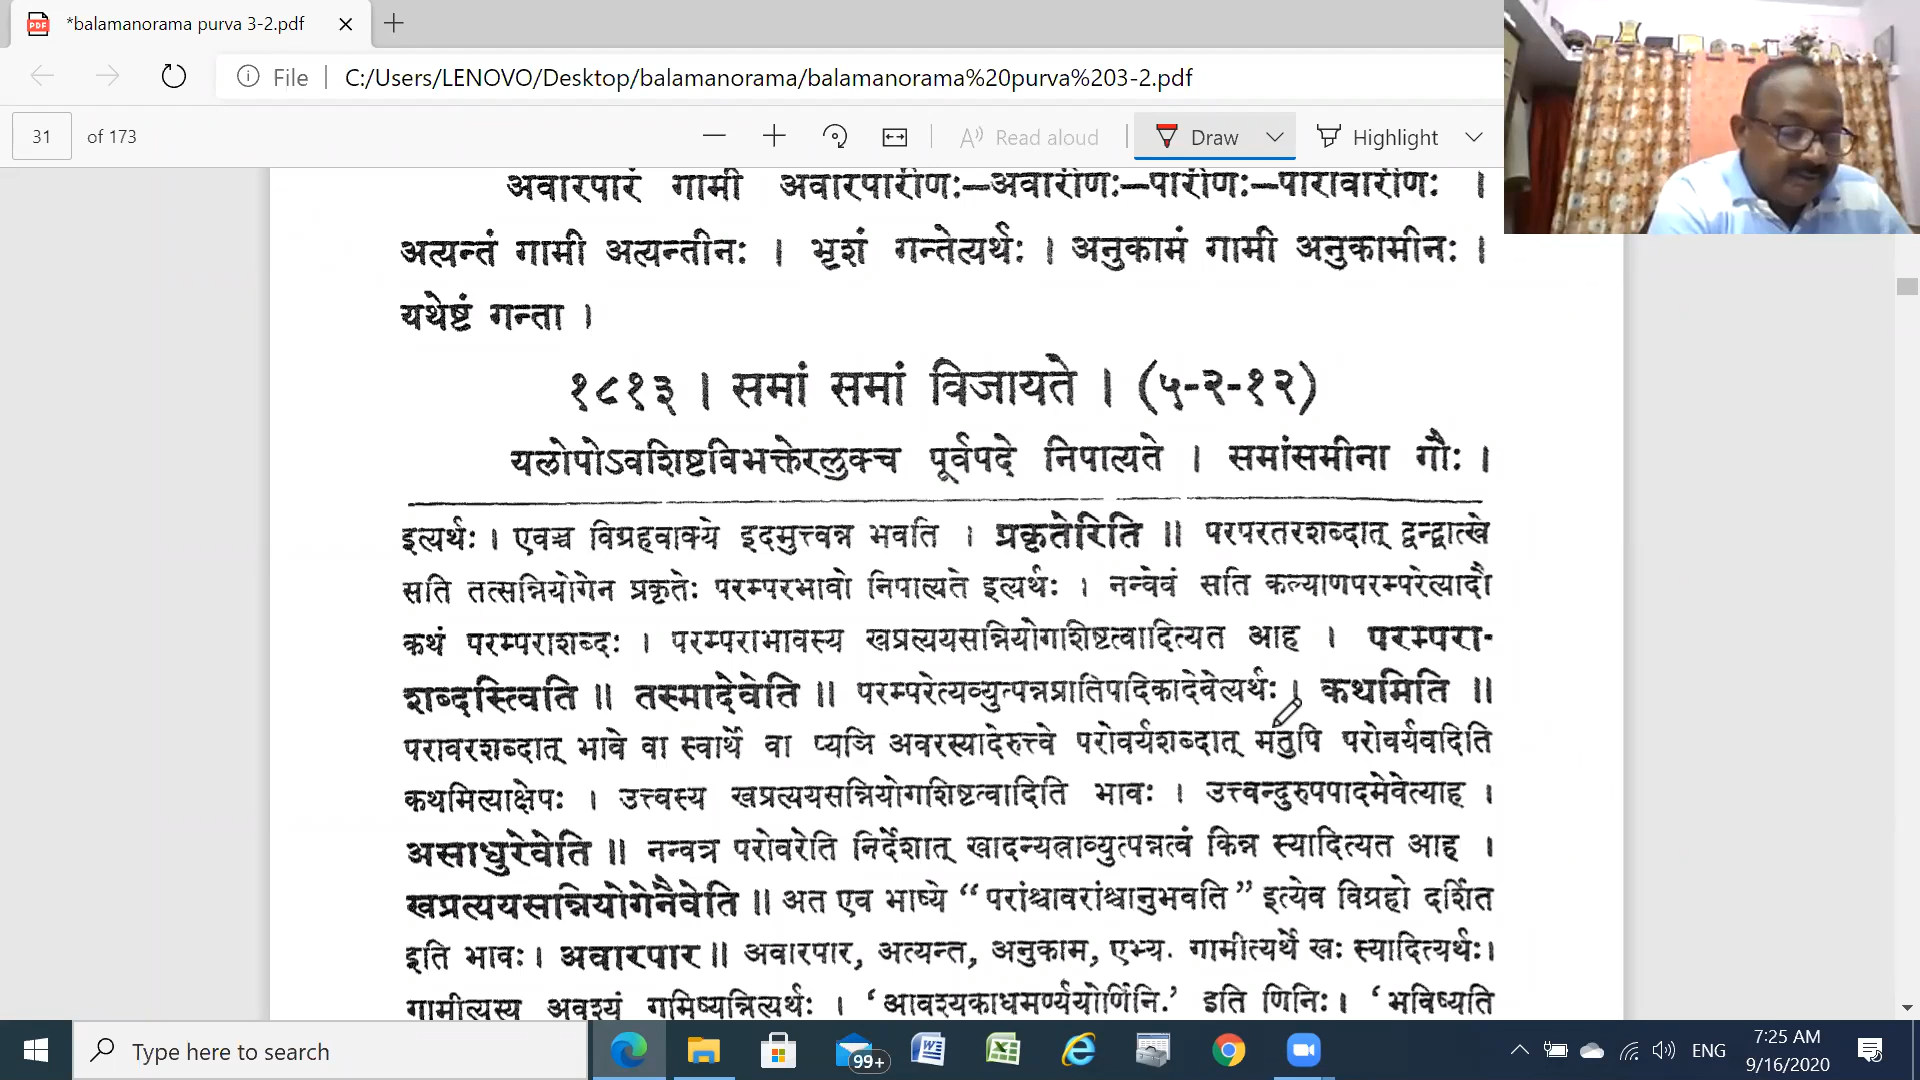 *balamanorama purva 3-2.pdf
File | C:/Users/LENOVO/Desktop/balamanorama/balamanorama%20purva%203-2.pdf
31 of 173 Read aloud Draw Highlight
अवारपारं गामी अवारपारीणः—अवारीणः—पारीणः—पारावारीणः ।
अत्यन्तं गामी अत्यन्तीनः । भृशं गन्तेत्यर्थः । अनुकामं गामी अनुकामीनः ।
यथेष्टं गन्ता ।
१८१३ । समां समां विजायते । (५-२-१२)
यलोपोऽवशिष्टविभक्तेरलुक्च पूर्वपदे निपात्यते । समांसमीना गौः ।
इत्यर्थः । एवञ्च विग्रहवाक्ये इदमुत्त्वन्न भवति । प्रकृतेरिति ॥ परपरतरशब्दात् द्वन्द्वात्खे
सति तत्सन्नियोगेन प्रकृतेः परम्परभावो निपात्यते इत्यर्थः । नन्वेवं सति कल्याणपरम्परेत्यादौ
कथं परम्पराशब्दः । परम्पराभावस्य खप्रत्ययसन्नियोगाशिष्टत्वादित्यत आह । परम्परा-
शब्दस्त्विति ॥ तस्मादेवेति ॥ परम्परेत्यव्युत्पन्नप्रातिपदिकादेवेत्यर्थः । कथमिति ॥
परावरशब्दात् भावे वा स्वार्थे वा ष्यञि अवरस्यादेरुत्त्वे परोवर्यशब्दात् मतुपि परोवर्यवदिति
कथमित्याक्षेपः । उत्त्वस्य खप्रत्ययसन्नियोगाशिष्टत्वादिति भावः । उत्त्वन्दुरुपपादमेवेत्याह ।
असाधुरेवेति ॥ नन्वत्र परोवरेति निर्देशात् खादन्यत्राव्युत्पन्नत्वं किन्न स्यादित्यत आह ।
खप्रत्ययसन्नियोगेनैवेति ॥ अत एव भाष्ये “परांश्चावरांश्चानुभवति” इत्येव विग्रहो दर्शित
इति भावः । अवारपार ॥ अवारपार, अत्यन्त, अनुकाम, एभ्य. गामीत्यर्थे खः स्यादित्यर्थः।
गामीत्यस्य अवश्यं गमिष्यन्नित्यर्थः । ‘आवश्यकाधमर्ण्ययोर्णिनि.’ इति णिनिः। ‘भविष्यति
Type here to search
99+
ENG
7:25 AM
9/16/2020